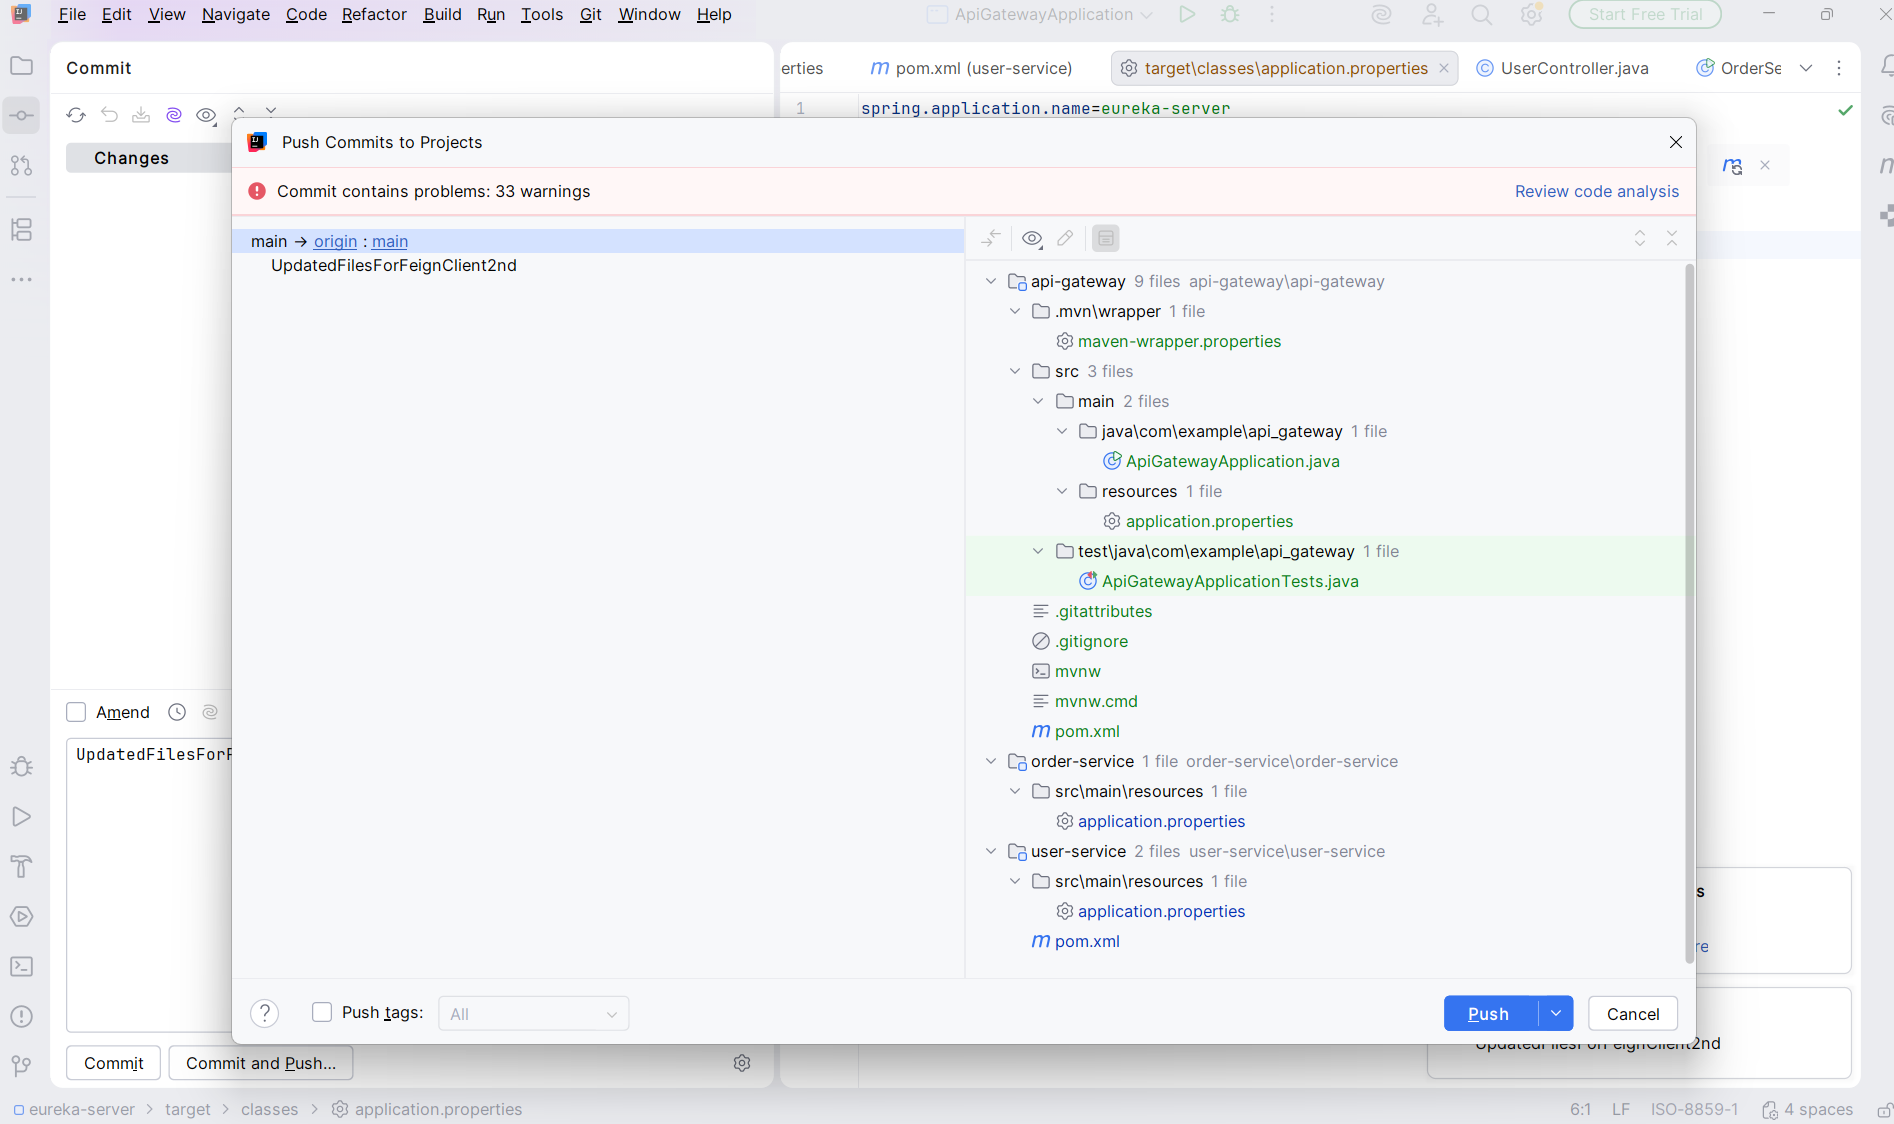 File Edit View Navigate Code Refactor Build Run Tools Git Window Help
ApiGatewayApplication
Start Free Trial
Commit
erties
pom.xml (user-service)
target\classes\application.properties
UserController.java
OrderSe
1
spring.application.name=eureka-server
Changes
Push Commits to Projects
Commit contains problems: 33 warnings
Review code analysis
main → origin : main
UpdatedFilesForFeignClient2nd
api-gateway 9 files api-gateway\api-gateway
.mvn\wrapper 1 file
maven-wrapper.properties
src 3 files
main 2 files
java\com\example\api_gateway 1 file
ApiGatewayApplication.java
resources 1 file
application.properties
test\java\com\example\api_gateway 1 file
ApiGatewayApplicationTests.java
.gitattributes
.gitignore
mvnw
mvnw.cmd
pom.xml
order-service 1 file order-service\order-service
src\main\resources 1 file
application.properties
user-service 2 files user-service\user-service
src\main\resources 1 file
application.properties
pom.xml
Amend
UpdatedFilesForF
s
re
Push tags:
All
Push
Cancel
UpdatedFilesForFeignClient2nd
Commit
Commit and Push...
eureka-server > target > classes > application.properties
6:1 LF ISO-8859-1 4 spaces